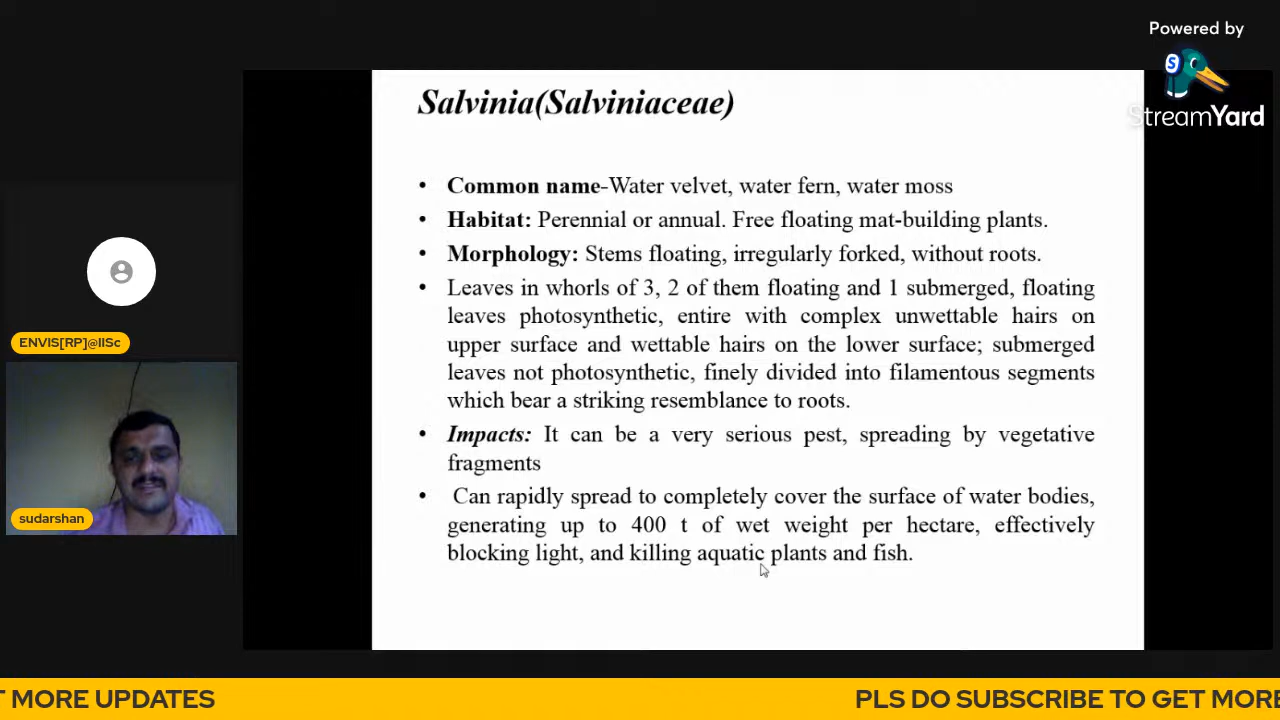 Powered by
StreamYard
Salvinia(Salviniaceae)
• Common name-Water velvet, water fern, water moss
• Habitat: Perennial or annual. Free floating mat-building plants.
• Morphology: Stems floating, irregularly forked, without roots.
• Leaves in whorls of 3, 2 of them floating and 1 submerged, floating
leaves photosynthetic, entire with complex unwettable hairs on
upper surface and wettable hairs on the lower surface; submerged
leaves not photosynthetic, finely divided into filamentous segments
which bear a striking resemblance to roots.
• Impacts: It can be a very serious pest, spreading by vegetative
fragments
• Can rapidly spread to completely cover the surface of water bodies,
generating up to 400 t of wet weight per hectare, effectively
blocking light, and killing aquatic plants and fish.
ENVIS[RP]@IISc
sudarshan
T MORE UPDATES PLS DO SUBSCRIBE TO GET MORE